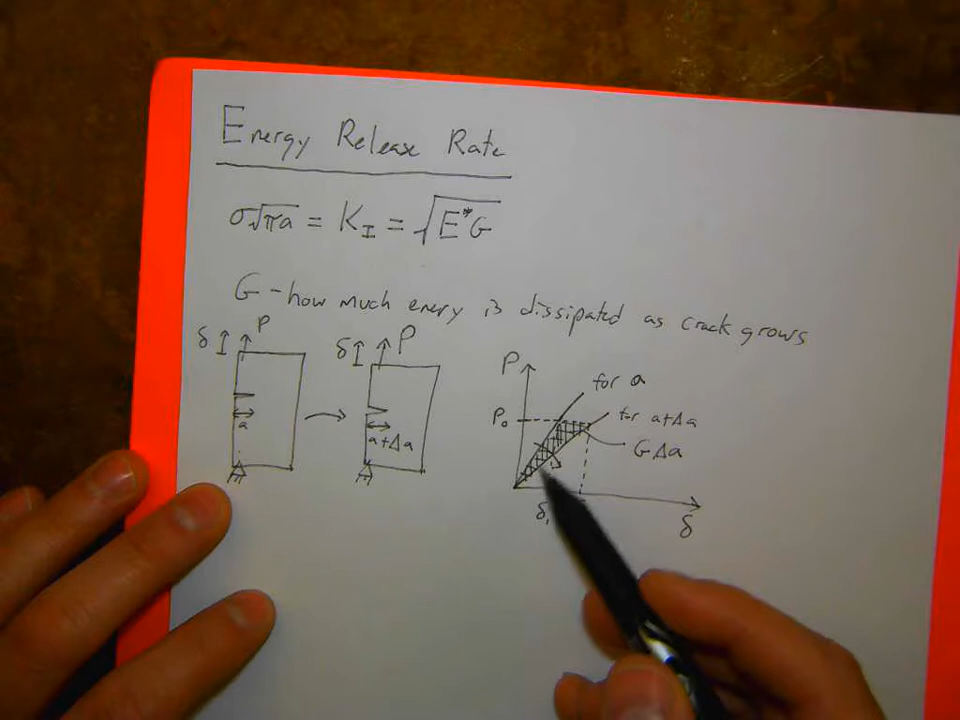 Energy Release Rate
σ√πa = K_I = √E*G
G - how much enery is dissipated as crack grows
δ P
a
δ P
a+Δa
P
for a
P₀
for a+Δa
GΔa
δ₁
δ